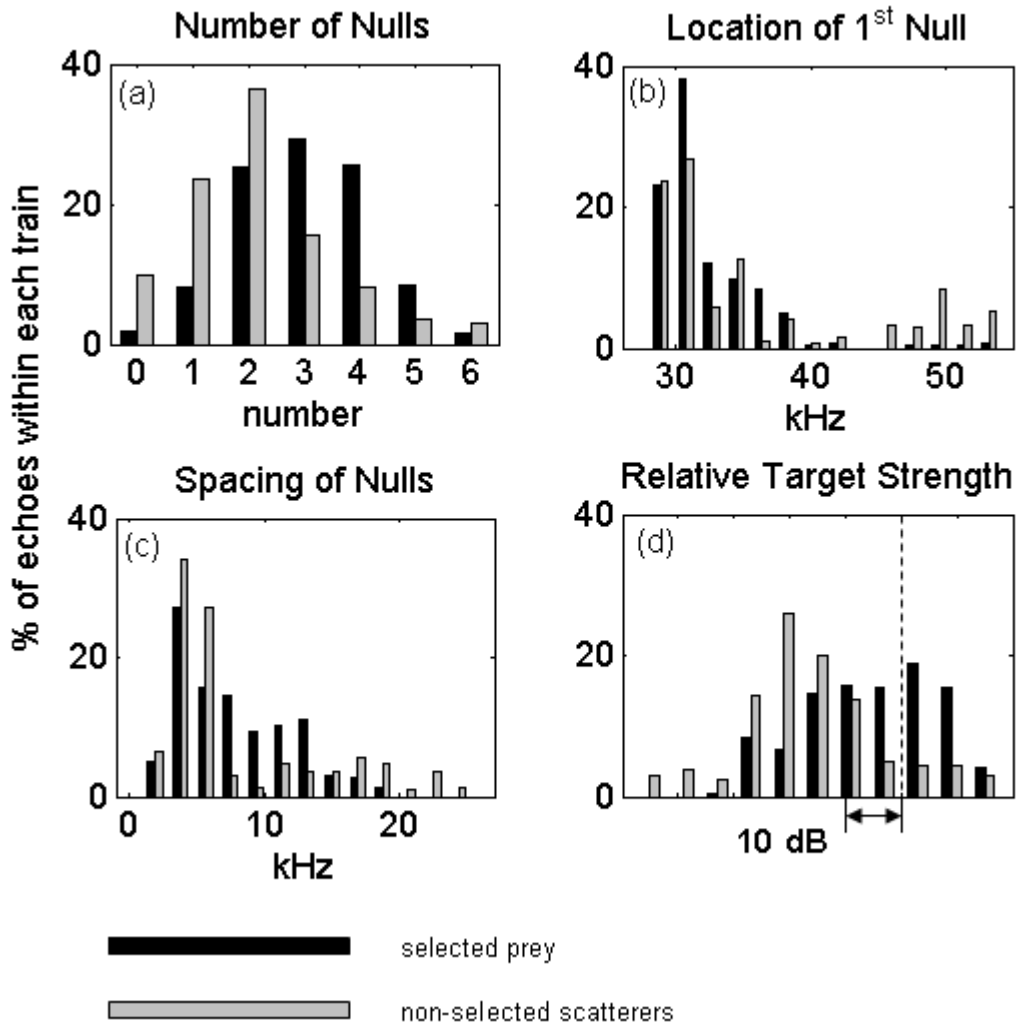 Number of Nulls
Location of 1st Null
% of echoes within each train
(a)
40
20
0
0 1 2 3 4 5 6
number
(b)
40
20
0
30 40 50
kHz
Spacing of Nulls
Relative Target Strength
(c)
40
20
0
0 10 20
kHz
(d)
40
20
0
10 dB
selected prey
non-selected scatterers